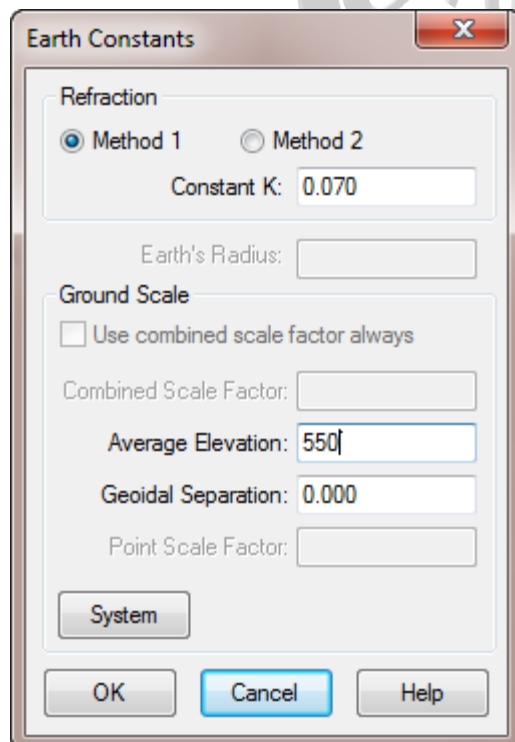 Earth Constants
Refraction
Method 1 Method 2
Constant K: 0.070
Earth's Radius:
Ground Scale
Use combined scale factor always
Combined Scale Factor:
Average Elevation: 550
Geoidal Separation: 0.000
Point Scale Factor:
System
OK Cancel Help